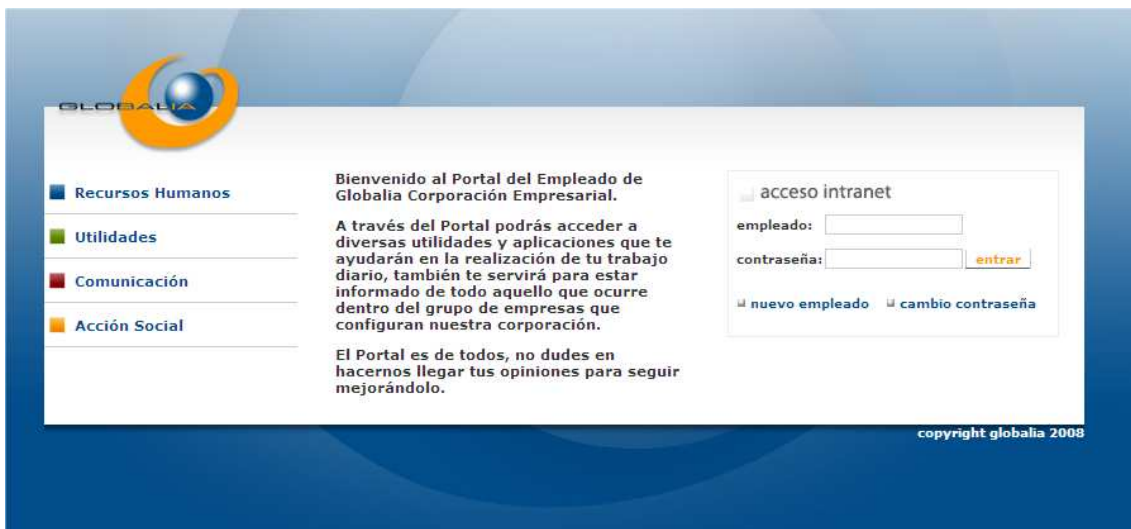 GLOBALIA
Recursos Humanos
Utilidades
Comunicación
Acción Social
Bienvenido al Portal del Empleado de
Globalia Corporación Empresarial.
A través del Portal podrás acceder a
diversas utilidades y aplicaciones que te
ayudarán en la realización de tu trabajo
diario, también te servirá para estar
informado de todo aquello que ocurre
dentro del grupo de empresas que
configuran nuestra corporación.
El Portal es de todos, no dudes en
hacernos llegar tus opiniones para seguir
mejorándolo.
acceso intranet
empleado:
contraseña: entrar
nuevo empleado cambio contraseña
copyright globalia 2008